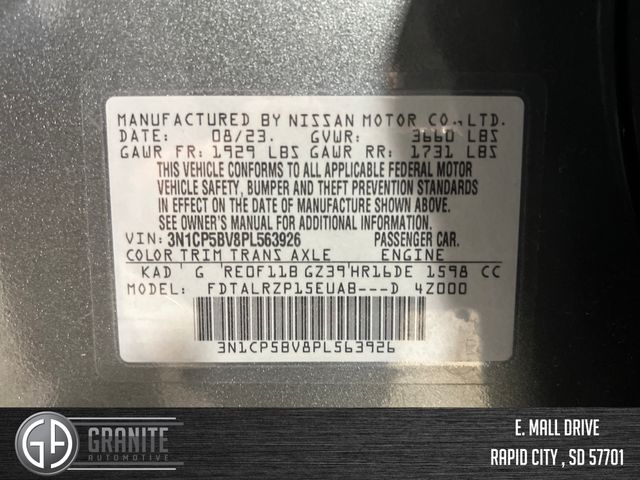 MANUFACTURED BY NISSAN MOTOR CO.,LTD.
DATE: 08/23. GVWR: 3660 LBS
GAWR FR: 1929 LBS GAWR RR: 1731 LBS
THIS VEHICLE CONFORMS TO ALL APPLICABLE FEDERAL MOTOR
VEHICLE SAFETY, BUMPER AND THEFT PREVENTION STANDARDS
IN EFFECT ON THE DATE OF MANUFACTURE SHOWN ABOVE.
SEE OWNER'S MANUAL FOR ADDITIONAL INFORMATION.
VIN: 3N1CP5BV8PL563926 PASSENGER CAR.
COLOR TRIM TRANS AXLE ENGINE
KAD G RE0F11B GZ39 HR16DE 1598 CC
MODEL: FDTALRZP15EUAB---D 4Z000
3N1CP5BV8PL563926
GA GRANITE
AUTOMOTIVE
E. MALL DRIVE
RAPID CITY , SD 57701